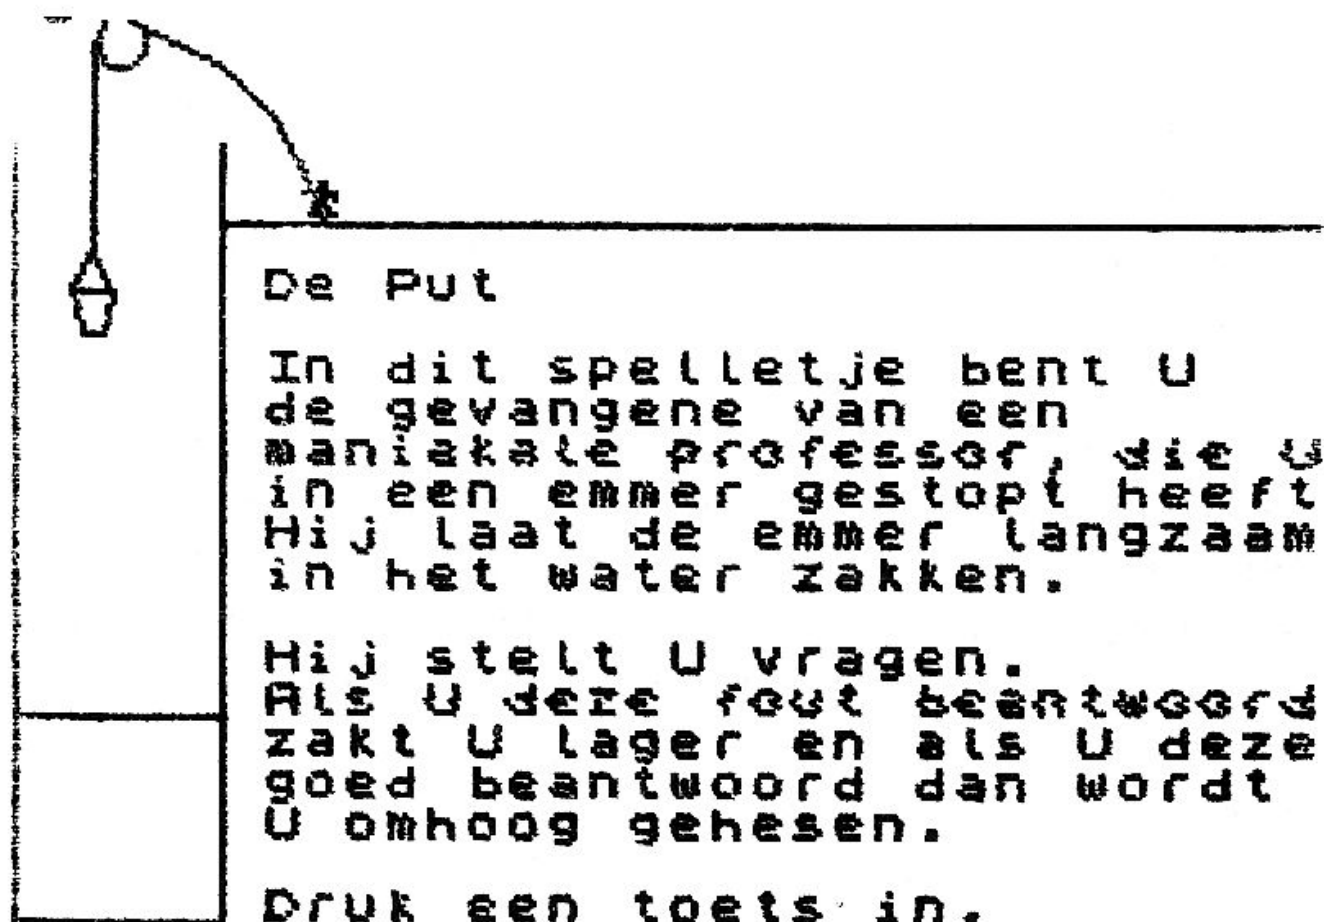 De Put
In dit spelletje bent U
de gevangene van een
maniakale professor, die U
in een emmer gestopt heeft
Hij laat de emmer langzaam
in het water zakken.
Hij stelt U vragen.
Als U deze fout beantwoord
zakt U lager en als U deze
goed beantwoord dan wordt
U omhoog gehesen.
Druk een toets in.